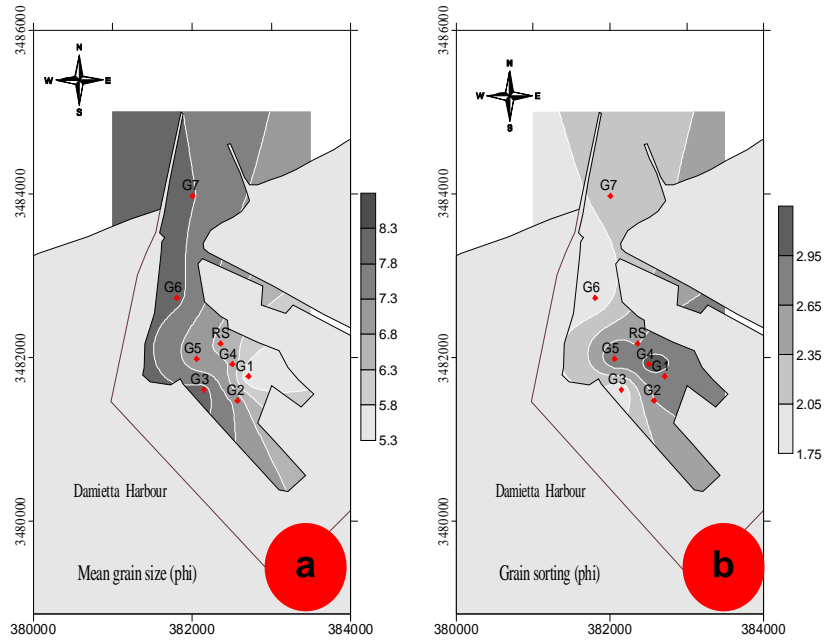 3486000
3484000
3482000
3480000
380000
382000
384000
N
W
E
S
G7
G6
RS
G5
G4
G1
G3
G2
Damietta Harbour
Mean grain size (phi)
a
8.3
7.8
7.3
6.8
6.3
5.8
5.3
3486000
3484000
3482000
3480000
380000
382000
384000
N
W
E
S
G7
G6
RS
G5
G4
G1
G3
G2
Damietta Harbour
Grain sorting (phi)
b
2.95
2.65
2.35
2.05
1.75